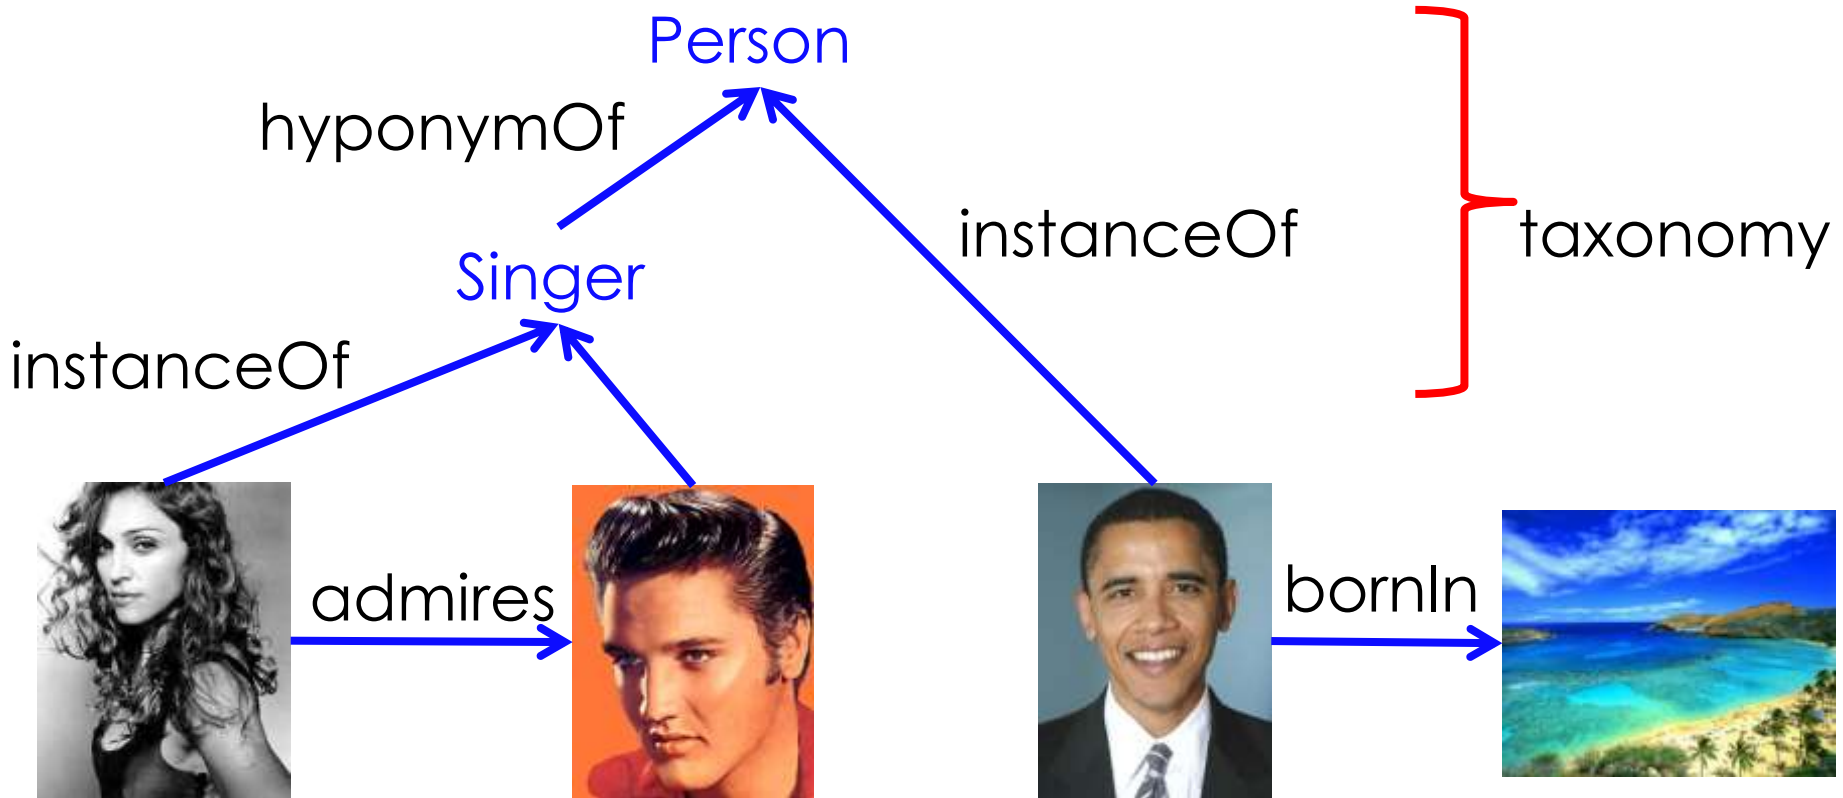 Person
hyponymOf
instanceOf
taxonomy
Singer
instanceOf
admires
bornIn